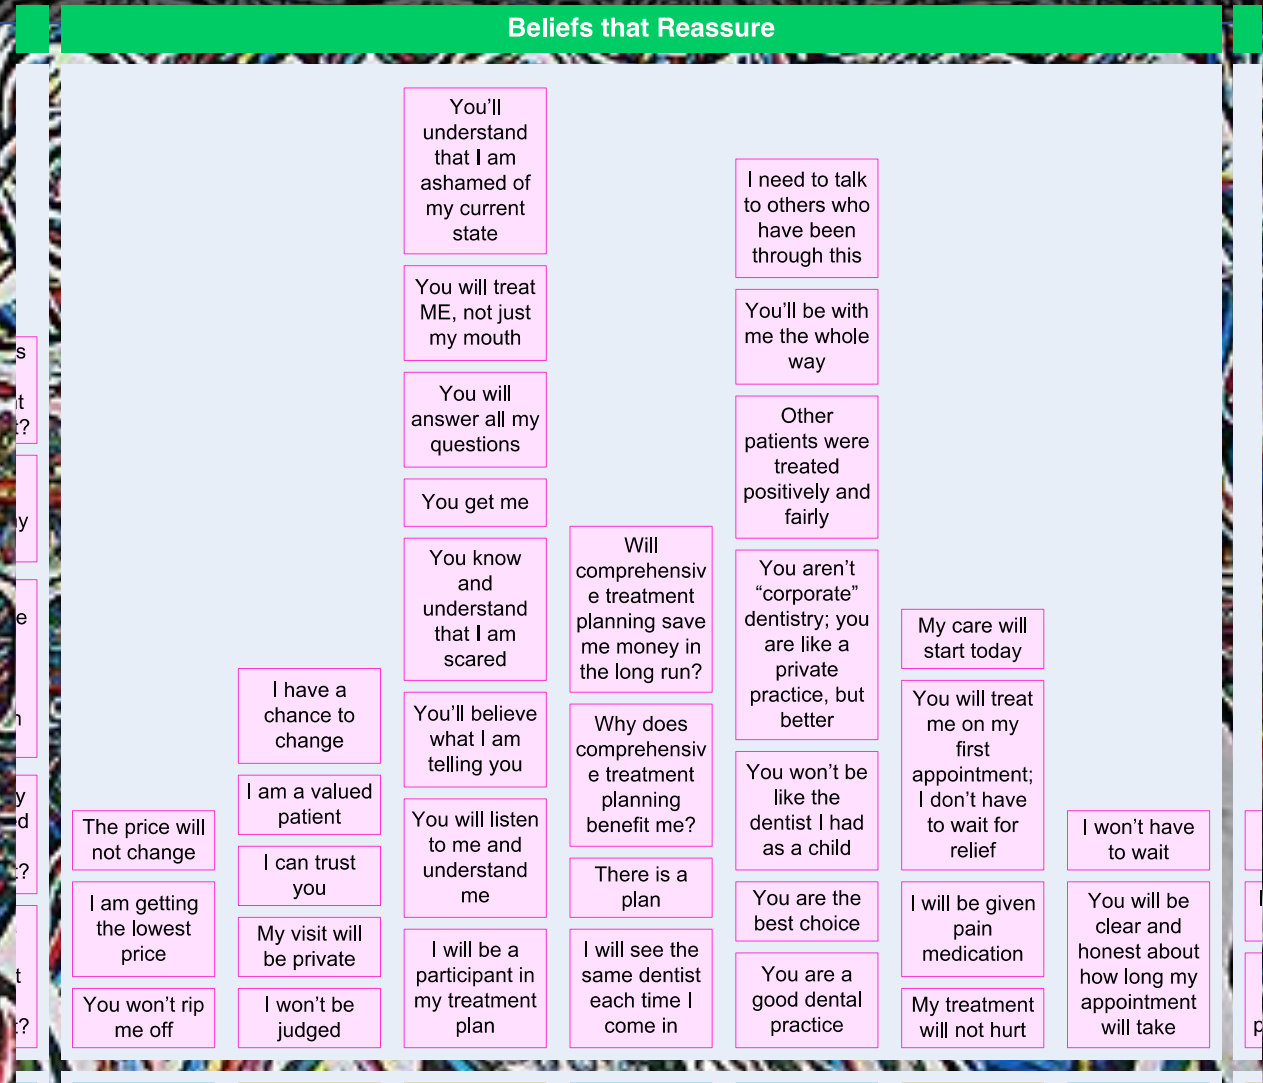 Beliefs that Reassure
s
t
t?
y
e
n
y
d
t?
t
t?
The price will
not change
I am getting
the lowest
price
You won't rip
me off
I have a
chance to
change
I am a valued
patient
I can trust
you
My visit will
be private
I won't be
judged
You'll
understand
that I am
ashamed of
my current
state
You will treat
ME, not just
my mouth
You will
answer all my
questions
You get me
You know
and
understand
that I am
scared
You'll believe
what I am
telling you
You will listen
to me and
understand
me
I will be a
participant in
my treatment
plan
Will
comprehensiv
e treatment
planning save
me money in
the long run?
Why does
comprehensiv
e treatment
planning
benefit me?
There is a
plan
I will see the
same dentist
each time I
come in
I need to talk
to others who
have been
through this
You'll be with
me the whole
way
Other
patients were
treated
positively and
fairly
You aren't
“corporate”
dentistry; you
are like a
private
practice, but
better
You won't be
like the
dentist I had
as a child
You are the
best choice
You are a
good dental
practice
My care will
start today
You will treat
me on my
first
appointment;
I don't have
to wait for
relief
I will be given
pain
medication
My treatment
will not hurt
I won't have
to wait
You will be
clear and
honest about
how long my
appointment
will take
I
p